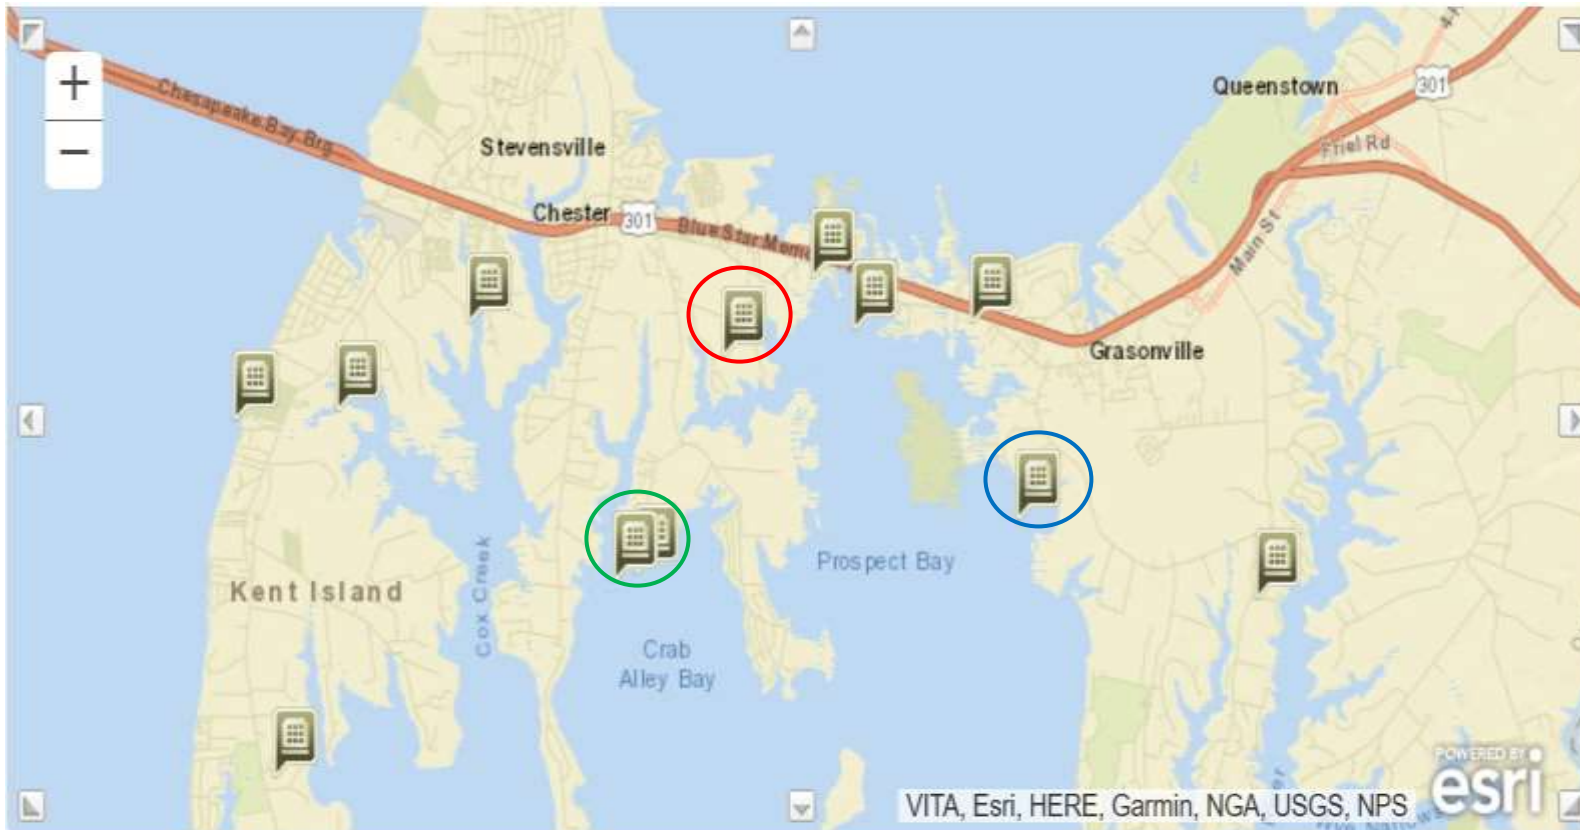 +
−
Chesapeake Bay Brg
Stevensville
Chester
301
Blue Star Mem
Queenstown
301
Friel Rd
Main St
Grasonville
Prospect Bay
Kent Island
Cox Creek
Crab
Alley Bay
POWERED BY
esri
VITA, Esri, HERE, Garmin, NGA, USGS, NPS